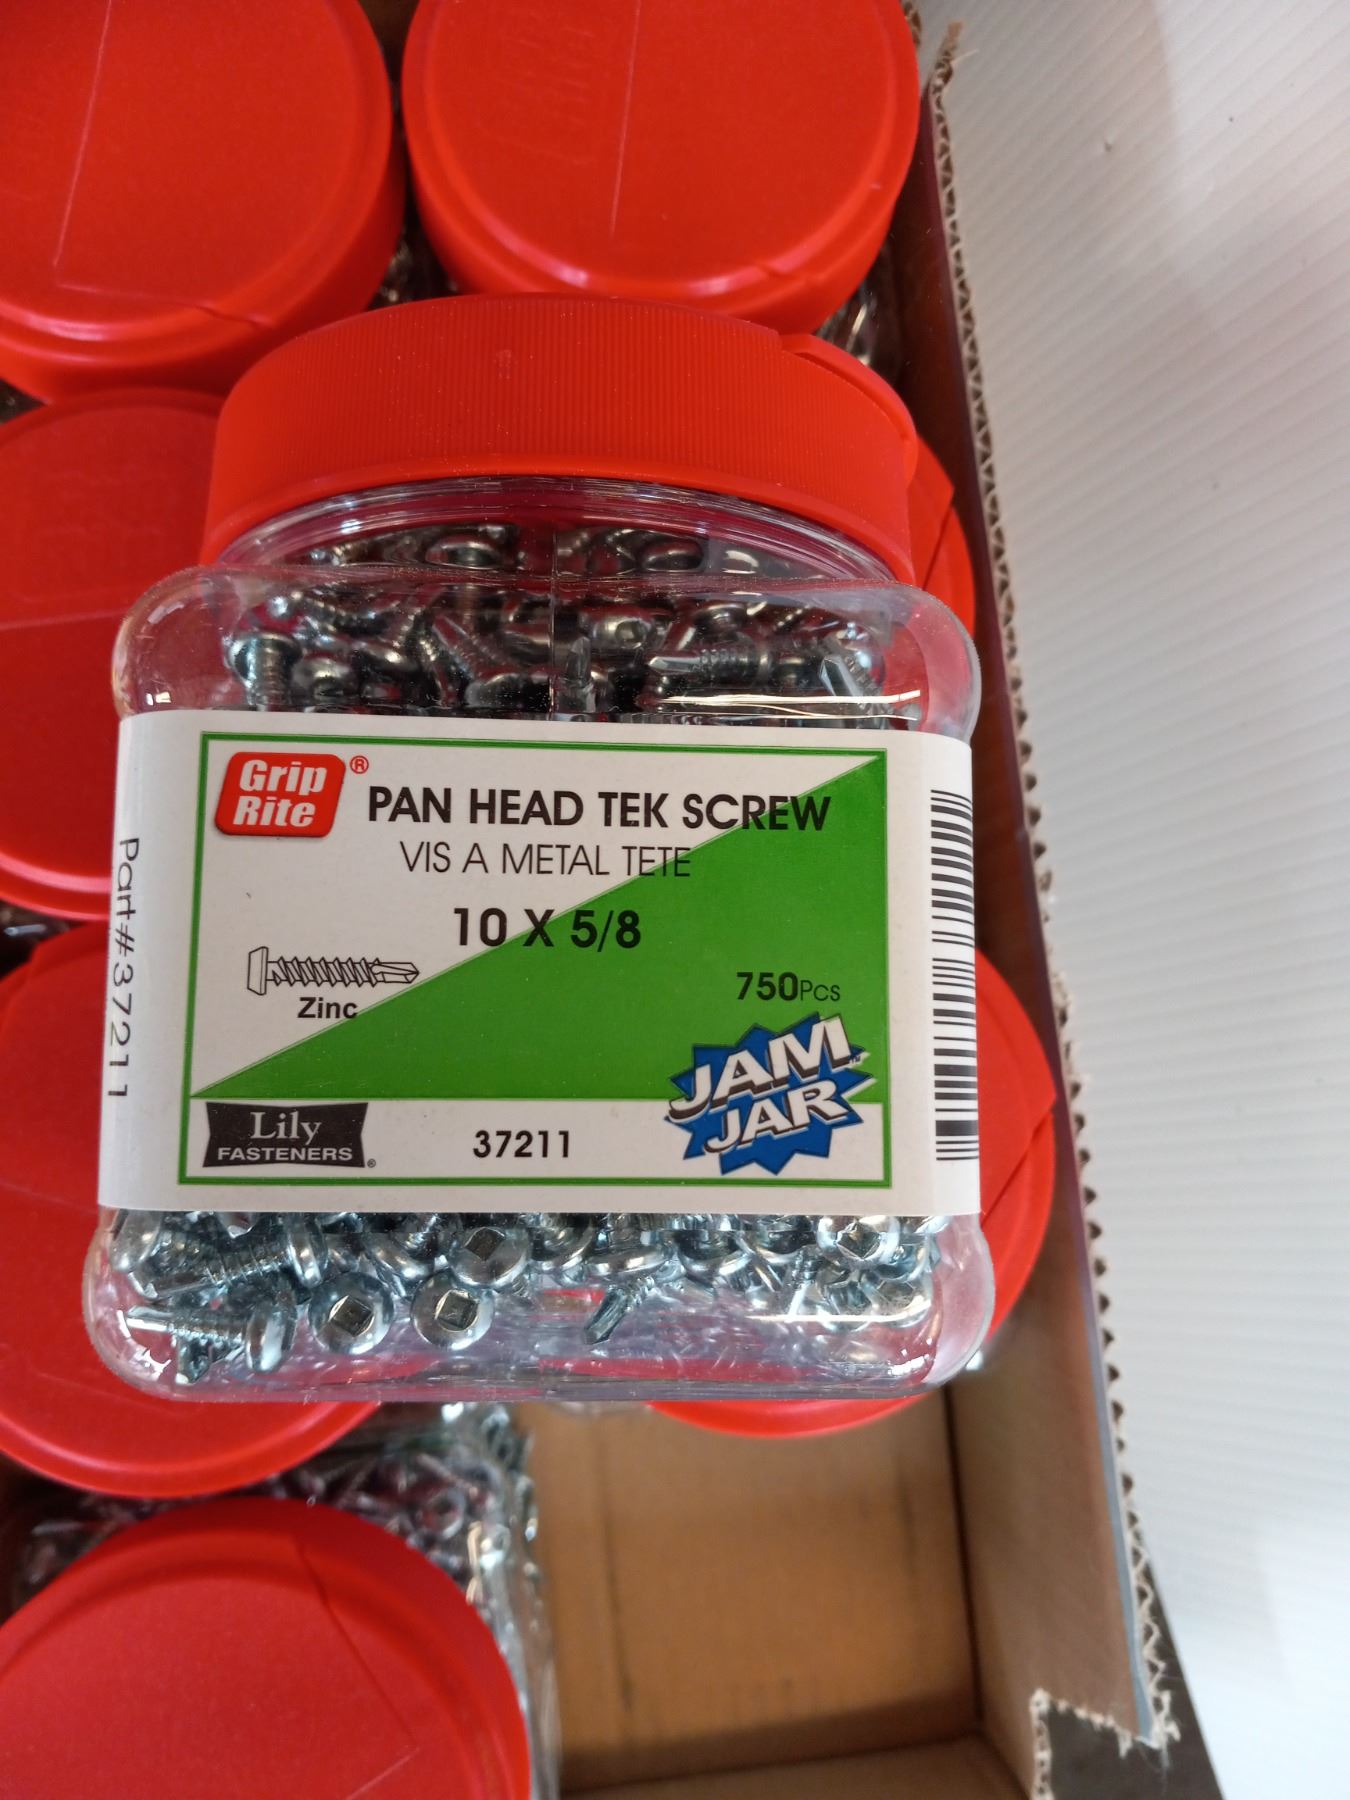 Grip
Rite®
PAN HEAD TEK SCREW
VIS A METAL TETE
10 X 5/8
Zinc
750Pcs
JAM
JAR™
Lily
FASTENERS®
37211
Part#37211